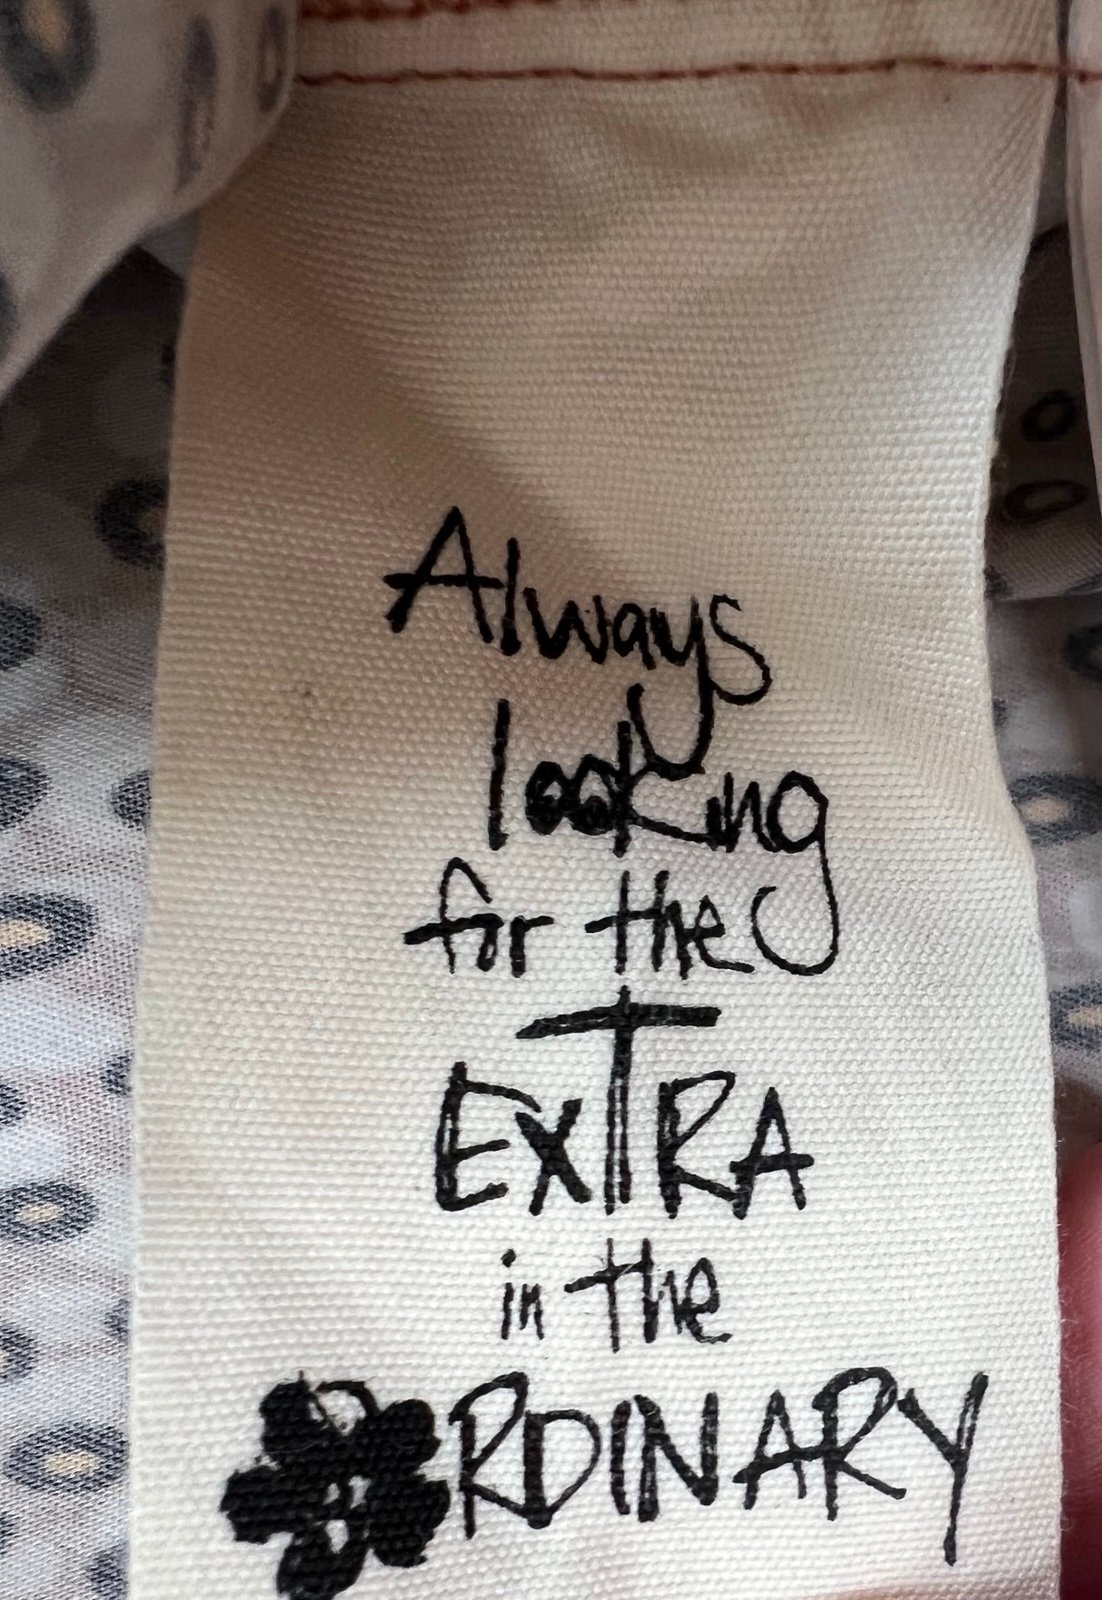 Always
looking
for the
EXTRA
in the
ORDINARY